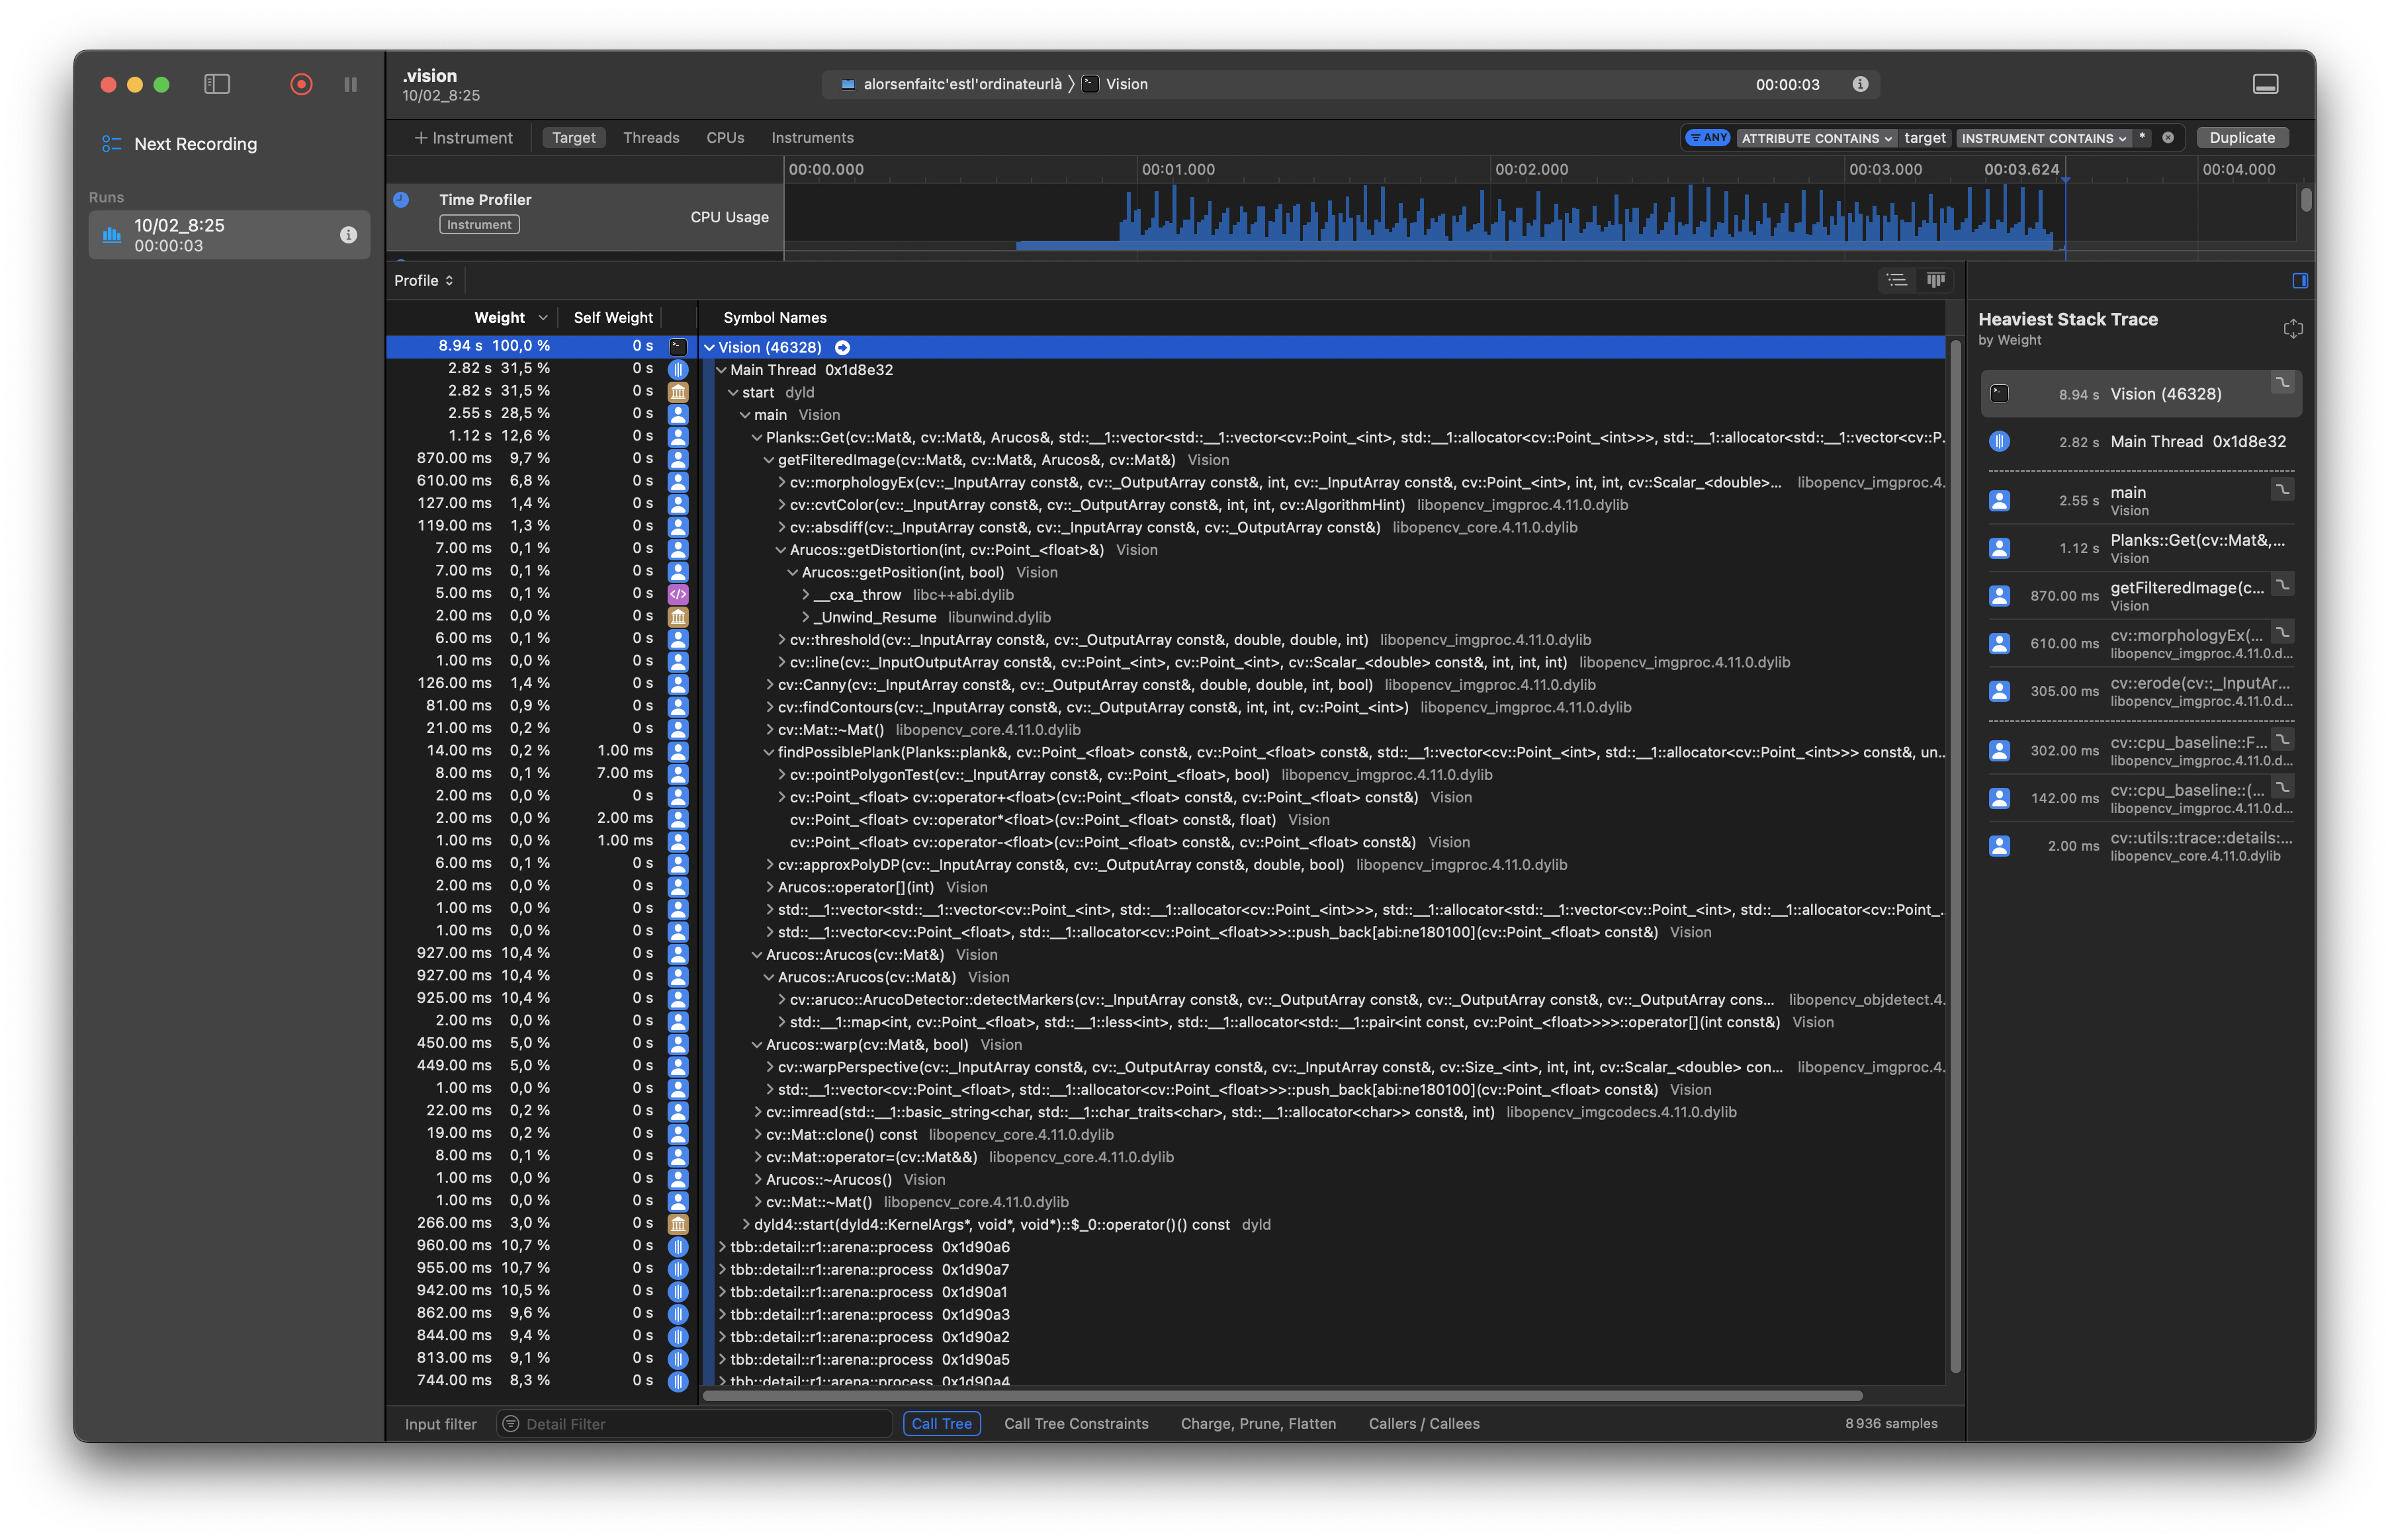 .vision
10/02_8:25
alorsenfaitc'estl'ordinateurlà 〉 Vision 00:00:03
Next Recording
Runs
10/02_8:25
00:00:03
+ Instrument Target Threads CPUs Instruments
ANY ATTRIBUTE CONTAINS target INSTRUMENT CONTAINS * Duplicate
00:00.000 00:01.000 00:02.000 00:03.000 00:03.624 00:04.000
Time Profiler
Instrument
CPU Usage
Profile
Weight Self Weight Symbol Names
8.94 s 100,0 % 0 s Vision (46328)
2.82 s 31,5 % 0 s Main Thread 0x1d8e32
2.82 s 31,5 % 0 s start dyld
2.55 s 28,5 % 0 s main Vision
1.12 s 12,6 % 0 s Planks::Get(cv::Mat&, cv::Mat&, Arucos&, std::__1::vector<std::__1::vector<cv::Point_<int>, std::__1::allocator<cv::Point_<int>>>, std::__1::allocator<std::__1::vector<cv::P...
870.00 ms 9,7 % 0 s getFilteredImage(cv::Mat&, cv::Mat&, Arucos&, cv::Mat&) Vision
610.00 ms 6,8 % 0 s cv::morphologyEx(cv::_InputArray const&, cv::_OutputArray const&, int, cv::_InputArray const&, cv::Point_<int>, int, int, cv::Scalar_<double>... libopencv_imgproc.4.
127.00 ms 1,4 % 0 s cv::cvtColor(cv::_InputArray const&, cv::_OutputArray const&, int, int, cv::AlgorithmHint) libopencv_imgproc.4.11.0.dylib
119.00 ms 1,3 % 0 s cv::absdiff(cv::_InputArray const&, cv::_InputArray const&, cv::_OutputArray const&) libopencv_core.4.11.0.dylib
7.00 ms 0,1 % 0 s Arucos::getDistortion(int, cv::Point_<float>&) Vision
7.00 ms 0,1 % 0 s Arucos::getPosition(int, bool) Vision
5.00 ms 0,1 % 0 s __cxa_throw libc++abi.dylib
2.00 ms 0,0 % 0 s _Unwind_Resume libunwind.dylib
6.00 ms 0,1 % 0 s cv::threshold(cv::_InputArray const&, cv::_OutputArray const&, double, double, int) libopencv_imgproc.4.11.0.dylib
1.00 ms 0,0 % 0 s cv::line(cv::_InputOutputArray const&, cv::Point_<int>, cv::Point_<int>, cv::Scalar_<double> const&, int, int, int) libopencv_imgproc.4.11.0.dylib
126.00 ms 1,4 % 0 s cv::Canny(cv::_InputArray const&, cv::_OutputArray const&, double, double, int, bool) libopencv_imgproc.4.11.0.dylib
81.00 ms 0,9 % 0 s cv::findContours(cv::_InputArray const&, cv::_OutputArray const&, int, int, cv::Point_<int>) libopencv_imgproc.4.11.0.dylib
21.00 ms 0,2 % 0 s cv::Mat::~Mat() libopencv_core.4.11.0.dylib
14.00 ms 0,2 % 1.00 ms findPossiblePlank(Planks::plank&, cv::Point_<float> const&, cv::Point_<float> const&, std::__1::vector<cv::Point_<int>, std::__1::allocator<cv::Point_<int>>> const&, un...
8.00 ms 0,1 % 7.00 ms cv::pointPolygonTest(cv::_InputArray const&, cv::Point_<float>, bool) libopencv_imgproc.4.11.0.dylib
2.00 ms 0,0 % 0 s cv::Point_<float> cv::operator+<float>(cv::Point_<float> const&, cv::Point_<float> const&) Vision
2.00 ms 0,0 % 2.00 ms cv::Point_<float> cv::operator*<float>(cv::Point_<float> const&, float) Vision
1.00 ms 0,0 % 1.00 ms cv::Point_<float> cv::operator-<float>(cv::Point_<float> const&, cv::Point_<float> const&) Vision
6.00 ms 0,1 % 0 s cv::approxPolyDP(cv::_InputArray const&, cv::_OutputArray const&, double, bool) libopencv_imgproc.4.11.0.dylib
2.00 ms 0,0 % 0 s Arucos::operator[](int) Vision
1.00 ms 0,0 % 0 s std::__1::vector<std::__1::vector<cv::Point_<int>, std::__1::allocator<cv::Point_<int>>>, std::__1::allocator<std::__1::vector<cv::Point_<int>, std::__1::allocator<cv::Point_...
1.00 ms 0,0 % 0 s std::__1::vector<cv::Point_<float>, std::__1::allocator<cv::Point_<float>>>::push_back[abi:ne180100](cv::Point_<float> const&) Vision
927.00 ms 10,4 % 0 s Arucos::Arucos(cv::Mat&) Vision
927.00 ms 10,4 % 0 s Arucos::Arucos(cv::Mat&) Vision
925.00 ms 10,4 % 0 s cv::aruco::ArucoDetector::detectMarkers(cv::_InputArray const&, cv::_OutputArray const&, cv::_OutputArray const&, cv::_OutputArray cons... libopencv_objdetect.4.
2.00 ms 0,0 % 0 s std::__1::map<int, cv::Point_<float>, std::__1::less<int>, std::__1::allocator<std::__1::pair<int const, cv::Point_<float>>>>::operator[](int const&) Vision
450.00 ms 5,0 % 0 s Arucos::warp(cv::Mat&, bool) Vision
449.00 ms 5,0 % 0 s cv::warpPerspective(cv::_InputArray const&, cv::_OutputArray const&, cv::_InputArray const&, cv::Size_<int>, int, int, cv::Scalar_<double> con... libopencv_imgproc.4.
1.00 ms 0,0 % 0 s std::__1::vector<cv::Point_<float>, std::__1::allocator<cv::Point_<float>>>::push_back[abi:ne180100](cv::Point_<float> const&) Vision
22.00 ms 0,2 % 0 s cv::imread(std::__1::basic_string<char, std::__1::char_traits<char>, std::__1::allocator<char>> const&, int) libopencv_imgcodecs.4.11.0.dylib
19.00 ms 0,2 % 0 s cv::Mat::clone() const libopencv_core.4.11.0.dylib
8.00 ms 0,1 % 0 s cv::Mat::operator=(cv::Mat&&) libopencv_core.4.11.0.dylib
1.00 ms 0,0 % 0 s Arucos::~Arucos() Vision
1.00 ms 0,0 % 0 s cv::Mat::~Mat() libopencv_core.4.11.0.dylib
266.00 ms 3,0 % 0 s dyld4::start(dyld4::KernelArgs*, void*, void*)::$_0::operator()() const dyld
960.00 ms 10,7 % 0 s tbb::detail::r1::arena::process 0x1d90a6
955.00 ms 10,7 % 0 s tbb::detail::r1::arena::process 0x1d90a7
942.00 ms 10,5 % 0 s tbb::detail::r1::arena::process 0x1d90a1
862.00 ms 9,6 % 0 s tbb::detail::r1::arena::process 0x1d90a3
844.00 ms 9,4 % 0 s tbb::detail::r1::arena::process 0x1d90a2
813.00 ms 9,1 % 0 s tbb::detail::r1::arena::process 0x1d90a5
744.00 ms 8,3 % 0 s tbb::detail::r1::arena::process 0x1d90a4
Input filter Detail Filter Call Tree Call Tree Constraints Charge, Prune, Flatten Callers / Callees 8 936 samples
Heaviest Stack Trace
by Weight
8.94 s Vision (46328)
2.82 s Main Thread 0x1d8e32
2.55 s main
Vision
1.12 s Planks::Get(cv::Mat&,...
Vision
870.00 ms getFilteredImage(c...
Vision
610.00 ms cv::morphologyEx(...
libopencv_imgproc.4.11.0.d...
305.00 ms cv::erode(cv::_InputAr...
libopencv_imgproc.4.11.0.d...
302.00 ms cv::cpu_baseline::F...
libopencv_imgproc.4.11.0.d...
142.00 ms cv::cpu_baseline::(...
libopencv_imgproc.4.11.0.d...
2.00 ms cv::utils::trace::details:...
libopencv_core.4.11.0.dylib